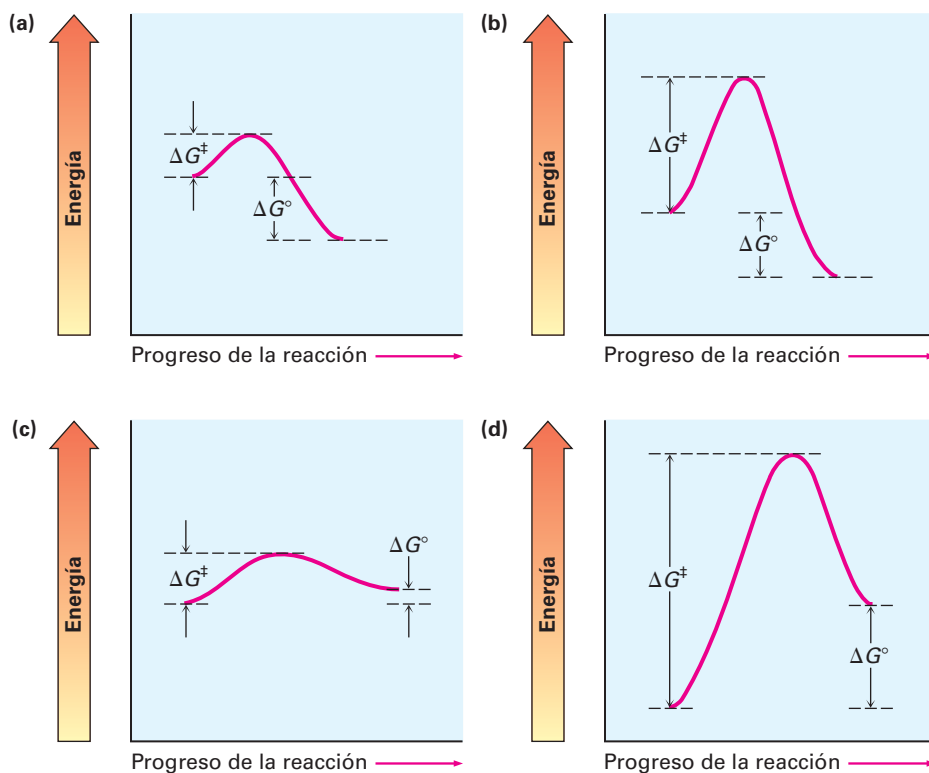 (a)
Energía
ΔG‡
ΔG°
Progreso de la reacción
(b)
Energía
ΔG‡
ΔG°
Progreso de la reacción
(c)
Energía
ΔG‡
ΔG°
Progreso de la reacción
(d)
Energía
ΔG‡
ΔG°
Progreso de la reacción